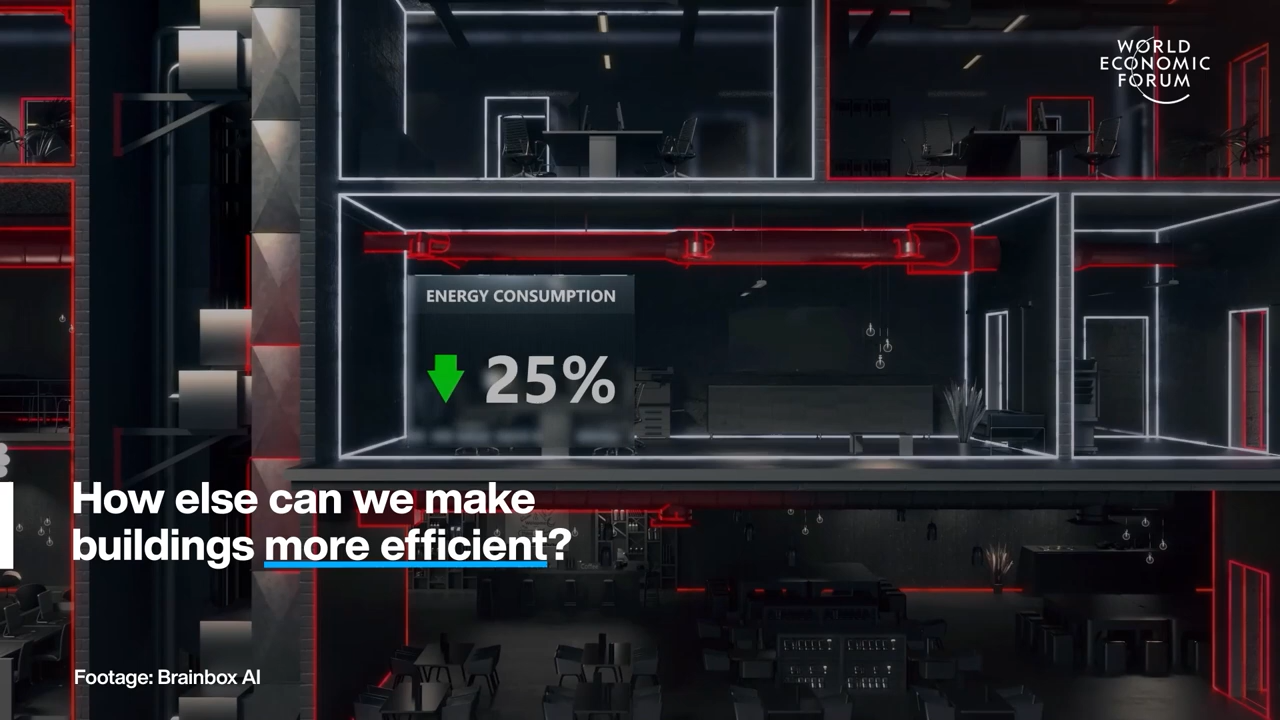 WORLD
ECONOMIC
FORUM
ENERGY CONSUMPTION
25%
How else can we make
buildings more efficient?
Footage: Brainbox AI